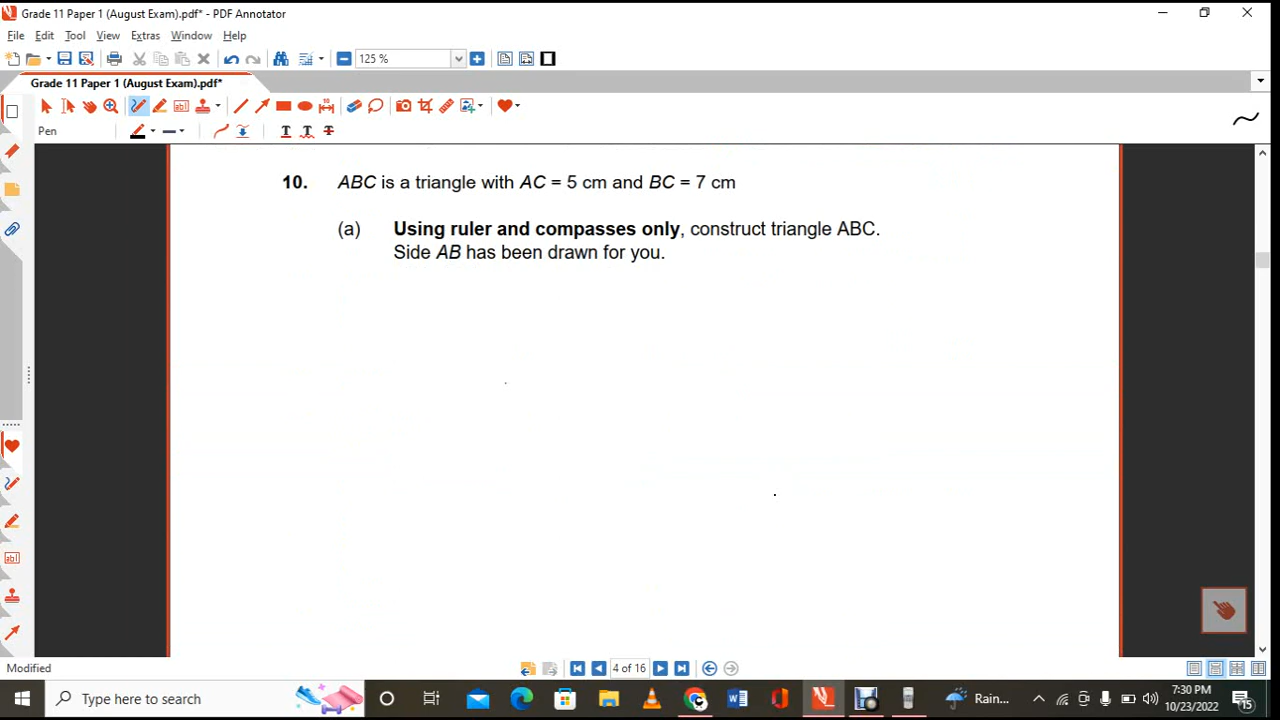 Grade 11 Paper 1 (August Exam).pdf* - PDF Annotator
File Edit Tool View Extras Window Help
125 %
Grade 11 Paper 1 (August Exam).pdf*
Pen
10. ABC is a triangle with AC = 5 cm and BC = 7 cm
(a) Using ruler and compasses only, construct triangle ABC.
Side AB has been drawn for you.
Modified
4 of 16
Type here to search
Rain...
7:30 PM
10/23/2022
15